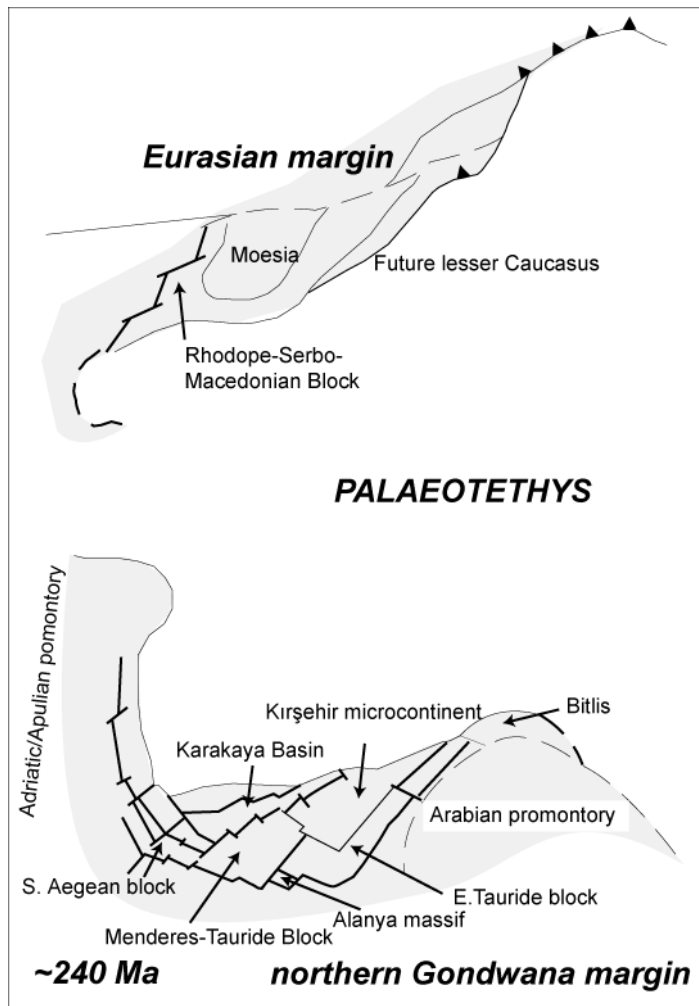 Eurasian margin
Moesia
Future lesser Caucasus
Rhodope-Serbo-
Macedonian Block
PALAEOTETHYS
Adriatic/Apulian pomontory
Kırşehir microcontinent
Bitlis
Karakaya Basin
Arabian promontory
S. Aegean block
E.Tauride block
Alanya massif
Menderes-Tauride Block
~240 Ma
northern Gondwana margin